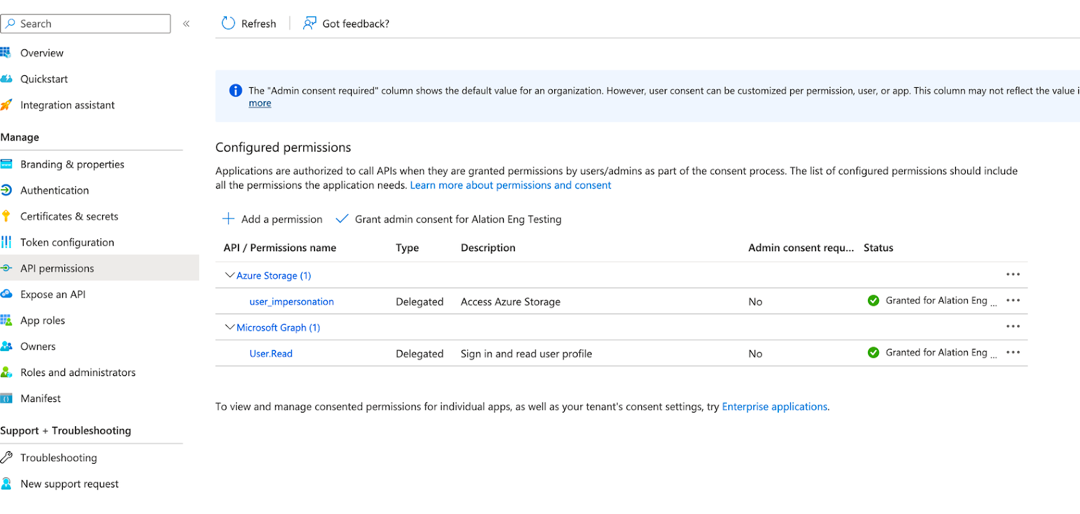 Search
«
Refresh
Got feedback?
Overview
Quickstart
Integration assistant
Manage
Branding & properties
Authentication
Certificates & secrets
Token configuration
API permissions
Expose an API
App roles
Owners
Roles and administrators
Manifest
Support + Troubleshooting
Troubleshooting
New support request
The "Admin consent required" column shows the default value for an organization. However, user consent can be customized per permission, user, or app. This column may not reflect the value i
more
Configured permissions
Applications are authorized to call APIs when they are granted permissions by users/admins as part of the consent process. The list of configured permissions should include
all the permissions the application needs. Learn more about permissions and consent
Add a permission
Grant admin consent for Alation Eng Testing
API / Permissions name Type Description Admin consent requ... Status
Azure Storage (1)
user_impersonation Delegated Access Azure Storage No Granted for Alation Eng ...
Microsoft Graph (1)
User.Read Delegated Sign in and read user profile No Granted for Alation Eng ...
To view and manage consented permissions for individual apps, as well as your tenant's consent settings, try Enterprise applications.